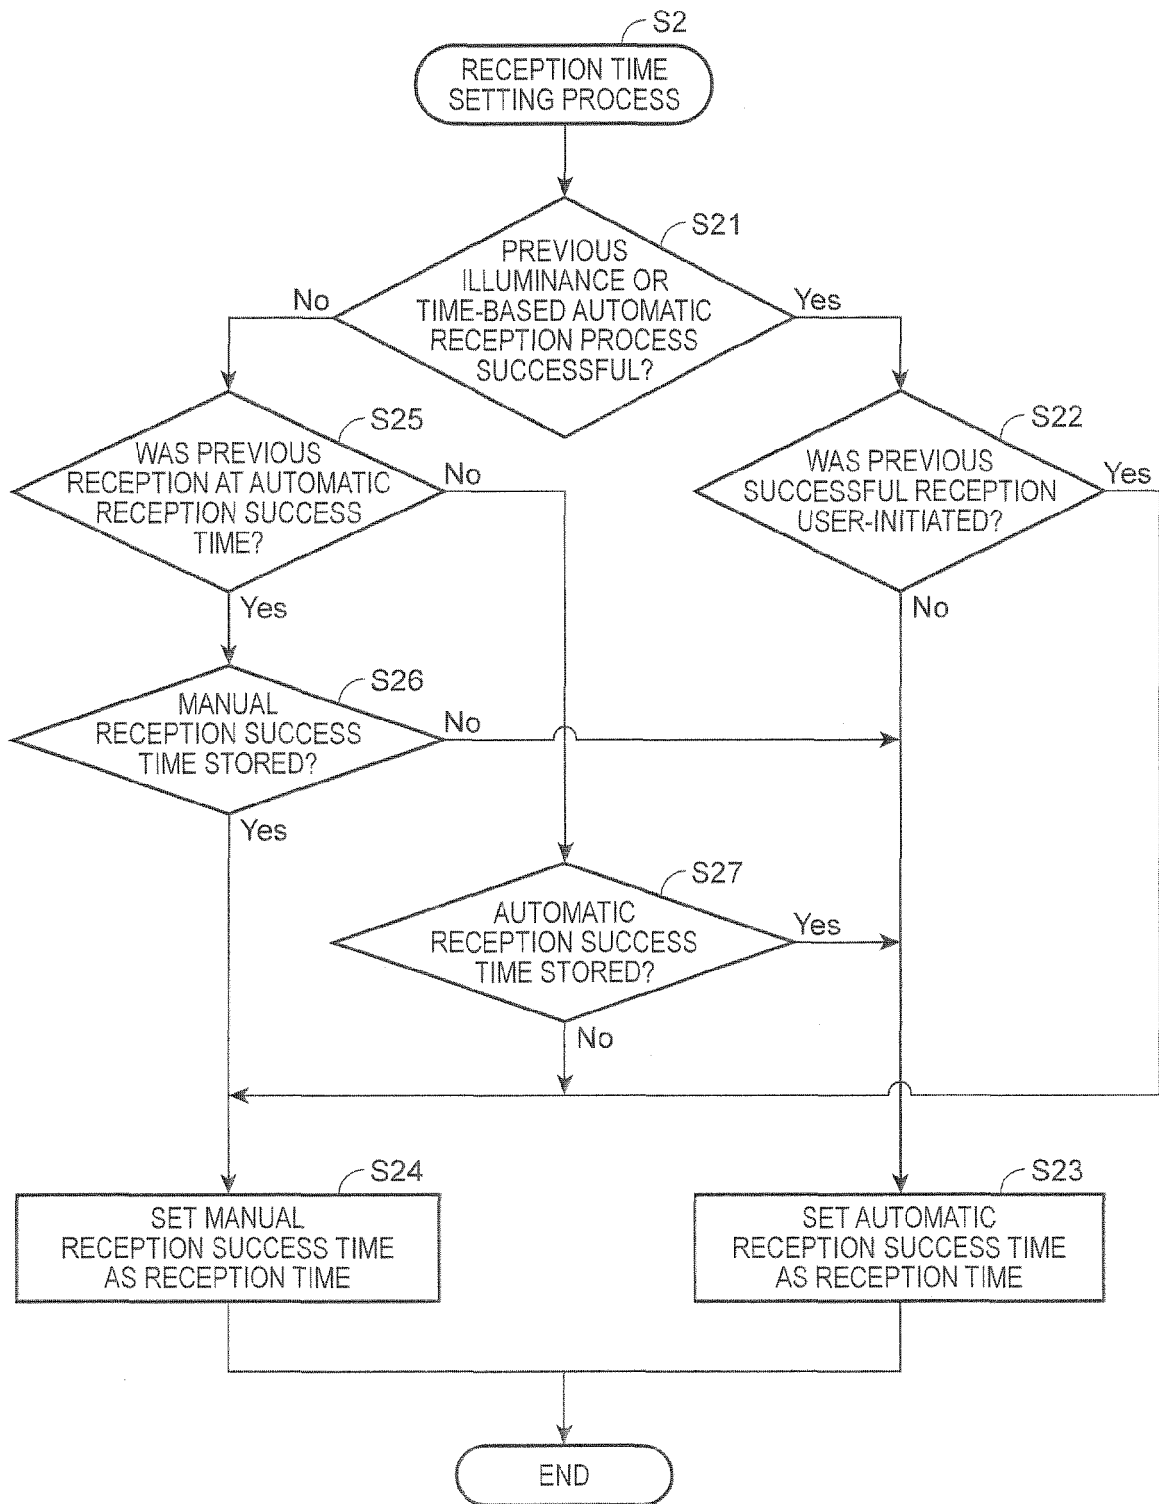 S2
RECEPTION TIME
SETTING PROCESS
S21
PREVIOUS
ILLUMINANCE OR
TIME-BASED AUTOMATIC
RECEPTION PROCESS
SUCCESSFUL?
No
Yes
S25
WAS PREVIOUS
RECEPTION AT AUTOMATIC
RECEPTION SUCCESS
TIME?
No
Yes
S22
WAS PREVIOUS
SUCCESSFUL RECEPTION
USER-INITIATED?
Yes
No
S26
MANUAL
RECEPTION SUCCESS
TIME STORED?
No
Yes
S27
AUTOMATIC
RECEPTION SUCCESS
TIME STORED?
Yes
No
S24
SET MANUAL
RECEPTION SUCCESS TIME
AS RECEPTION TIME
S23
SET AUTOMATIC
RECEPTION SUCCESS TIME
AS RECEPTION TIME
END